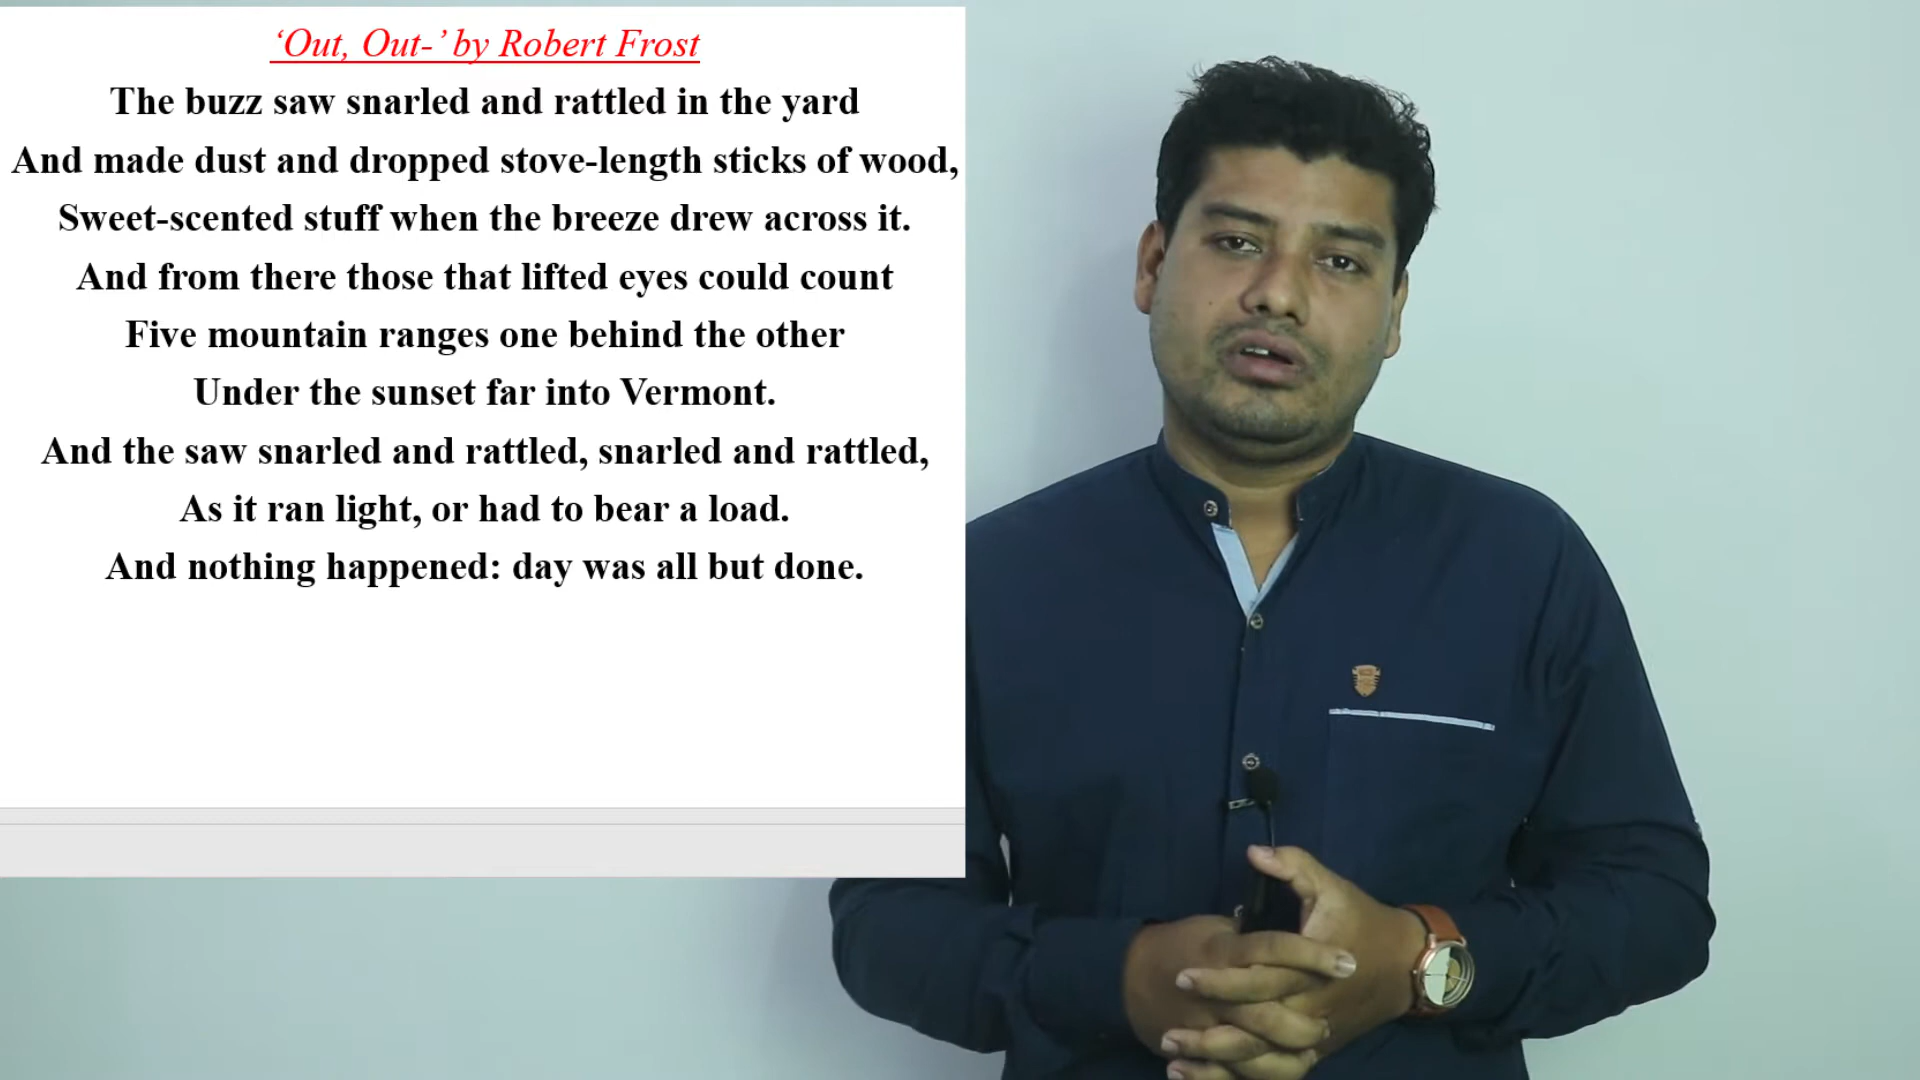 ‘Out, Out-’ by Robert Frost
The buzz saw snarled and rattled in the yard
And made dust and dropped stove-length sticks of wood,
Sweet-scented stuff when the breeze drew across it.
And from there those that lifted eyes could count
Five mountain ranges one behind the other
Under the sunset far into Vermont.
And the saw snarled and rattled, snarled and rattled,
As it ran light, or had to bear a load.
And nothing happened: day was all but done.